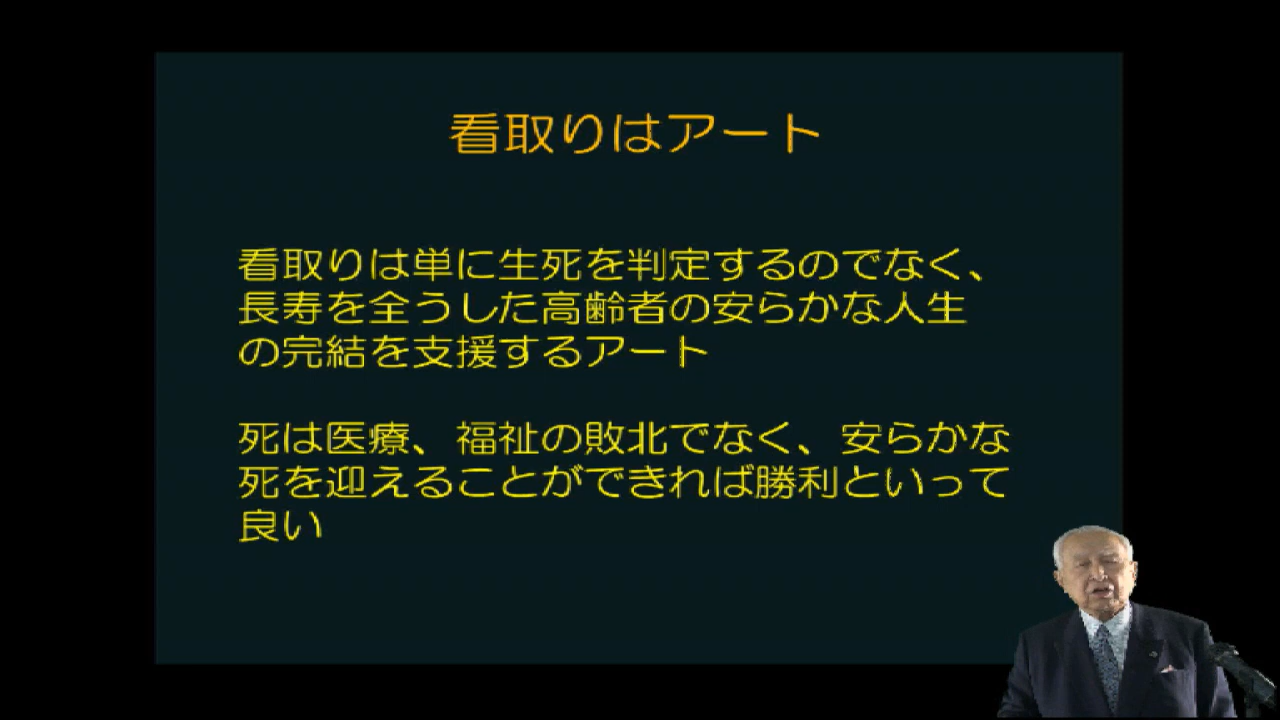 看取りはアート
看取りは単に生死を判定するのでなく、
長寿を全うした高齢者の安らかな人生
の完結を支援するアート
死は医療、福祉の敗北でなく、安らかな
死を迎えることができれば勝利といって
良い